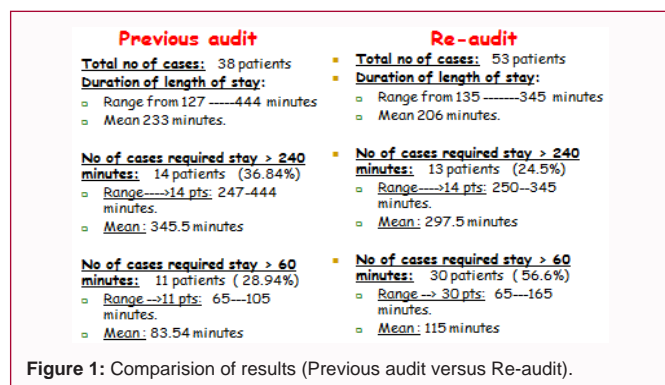 Previous audit
Total no of cases: 38 patients
Duration of length of stay:
Range from 127 -----444 minutes
Mean 233 minutes.
No of cases required stay > 240
minutes: 14 patients (36.84%)
Range---->14 pts: 247-444
minutes.
Mean : 345.5 minutes
No of cases required stay > 60
minutes: 11 patients ( 28.94%)
Range -->11 pts: 65---105
minutes.
Mean : 83.54 minutes
Re-audit
Total no of cases: 53 patients
Duration of length of stay:
Range from 135 -------345 minutes
Mean 206 minutes.
No of cases required stay > 240
minutes: 13 patients (24.5%)
Range---->14 pts: 250--345
minutes.
Mean : 297.5 minutes
No of cases required stay > 60
minutes: 30 patients ( 56.6%)
Range --> 30 pts: 65---165
minutes.
Mean : 115 minutes
Figure 1: Comparision of results (Previous audit versus Re-audit).